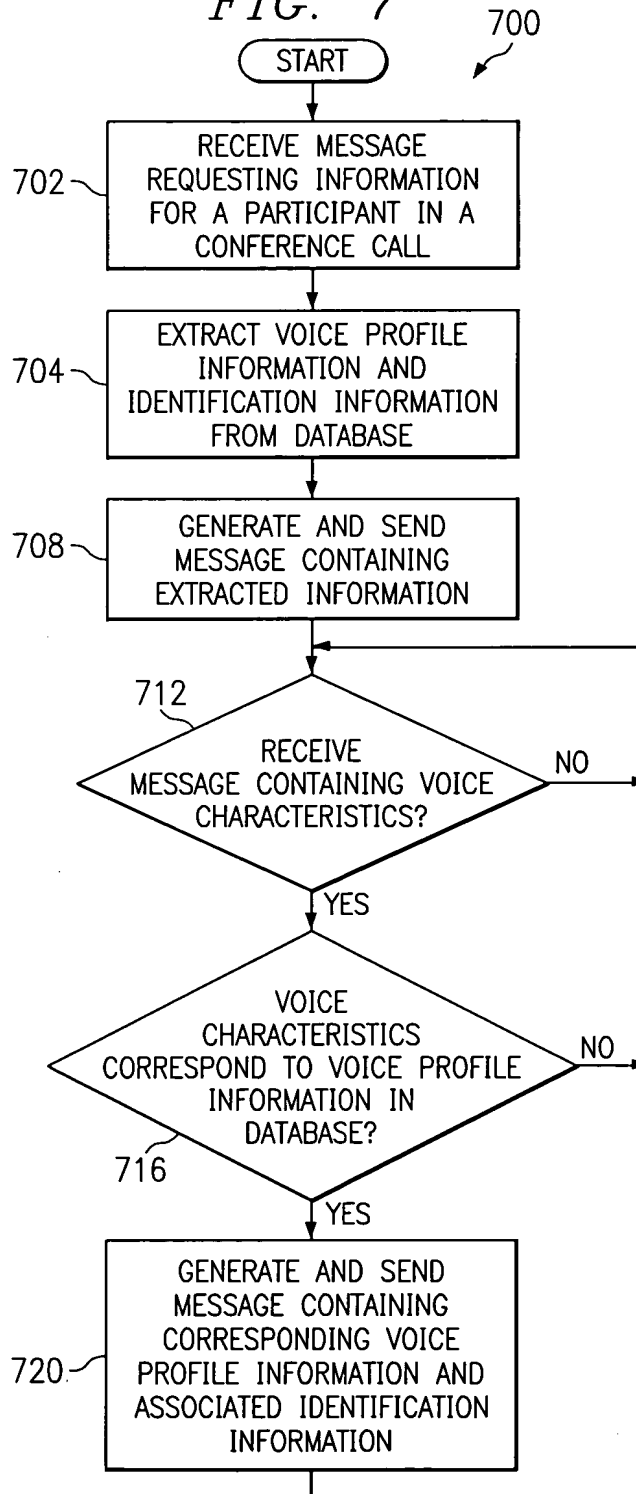 FIG. 7
700
START
702
RECEIVE MESSAGE
REQUESTING INFORMATION
FOR A PARTICIPANT IN A
CONFERENCE CALL
704
EXTRACT VOICE PROFILE
INFORMATION AND
IDENTIFICATION INFORMATION
FROM DATABASE
708
GENERATE AND SEND
MESSAGE CONTAINING
EXTRACTED INFORMATION
712
RECEIVE
MESSAGE CONTAINING VOICE
CHARACTERISTICS?
NO
YES
VOICE
CHARACTERISTICS
CORRESPOND TO VOICE PROFILE
INFORMATION IN
DATABASE?
NO
716
YES
720
GENERATE AND SEND
MESSAGE CONTAINING
CORRESPONDING VOICE
PROFILE INFORMATION AND
ASSOCIATED IDENTIFICATION
INFORMATION